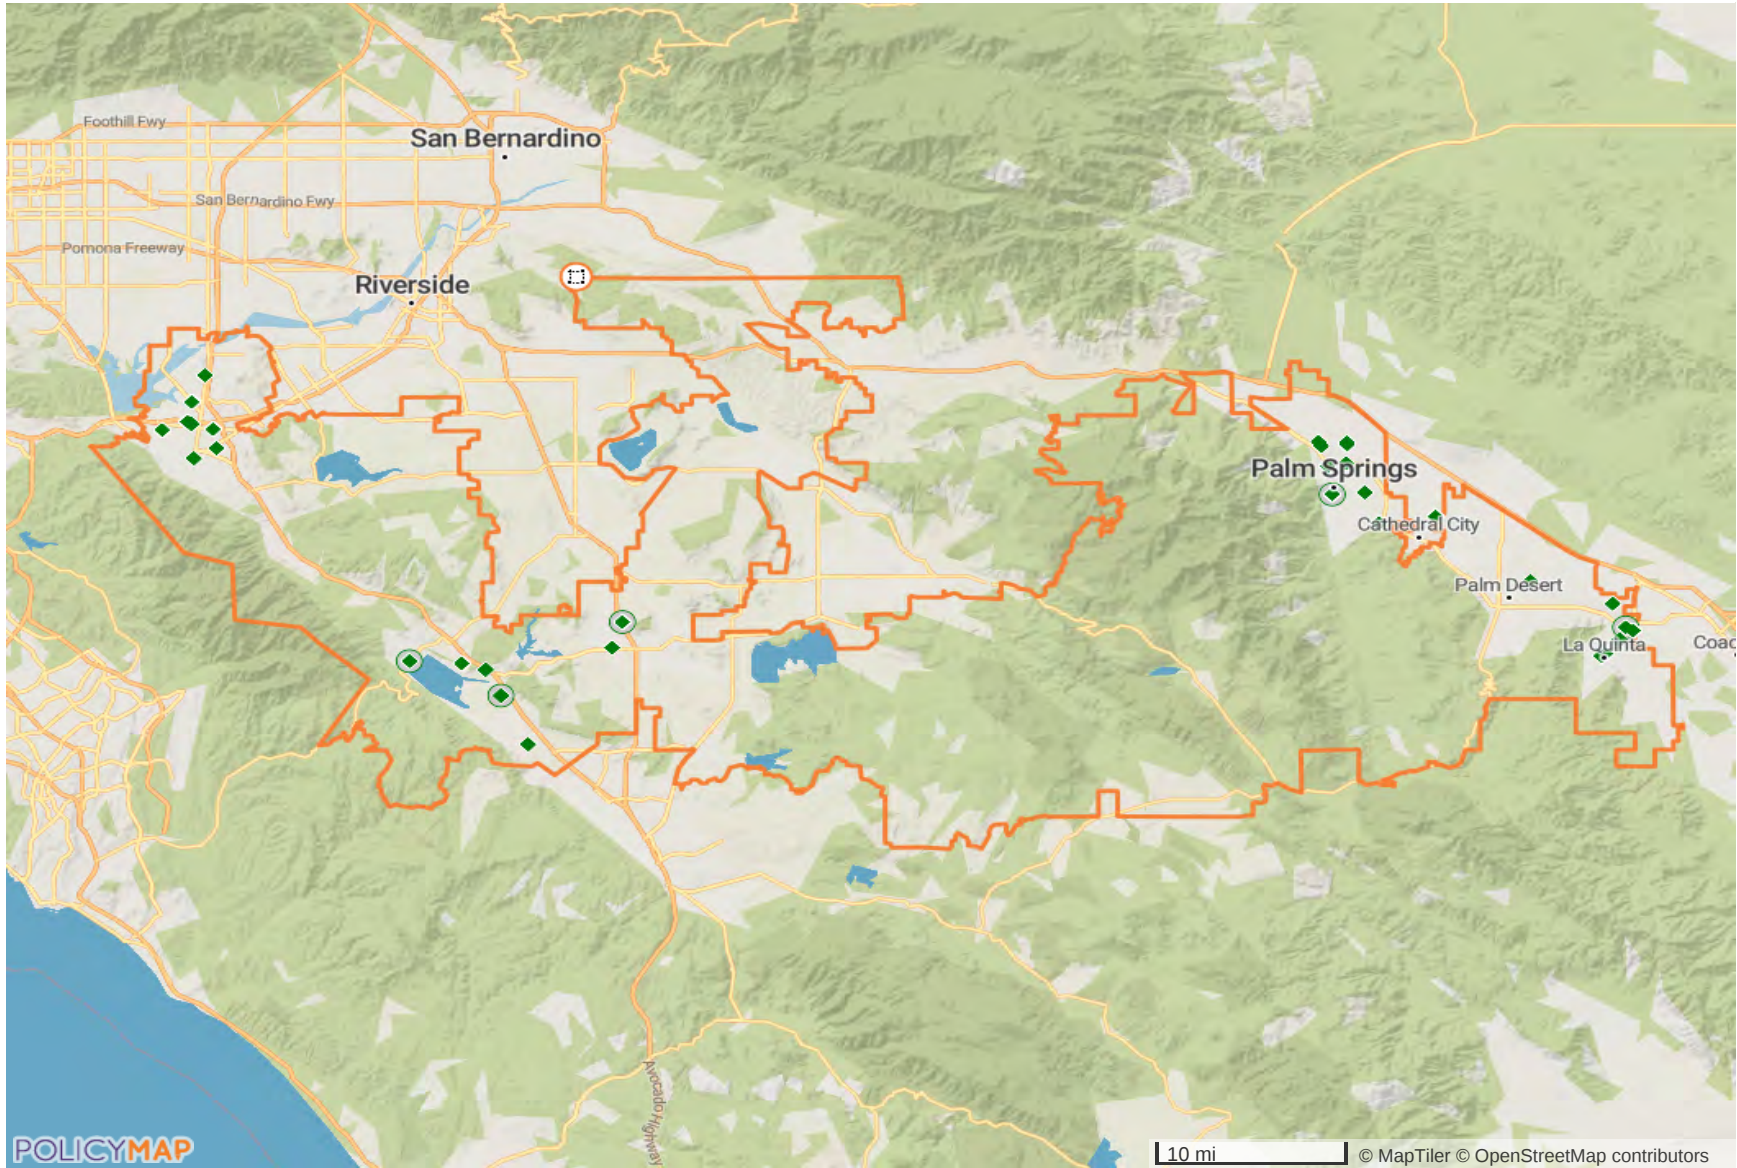 Foothill Fwy
San Bernardino
San Bernardino Fwy
Pomona Freeway
Riverside
Palm Springs
Cathedral City
Palm Desert
La Quinta
Coac
Avocado Highway
POLICYMAP
10 mi
© MapTiler © OpenStreetMap contributors